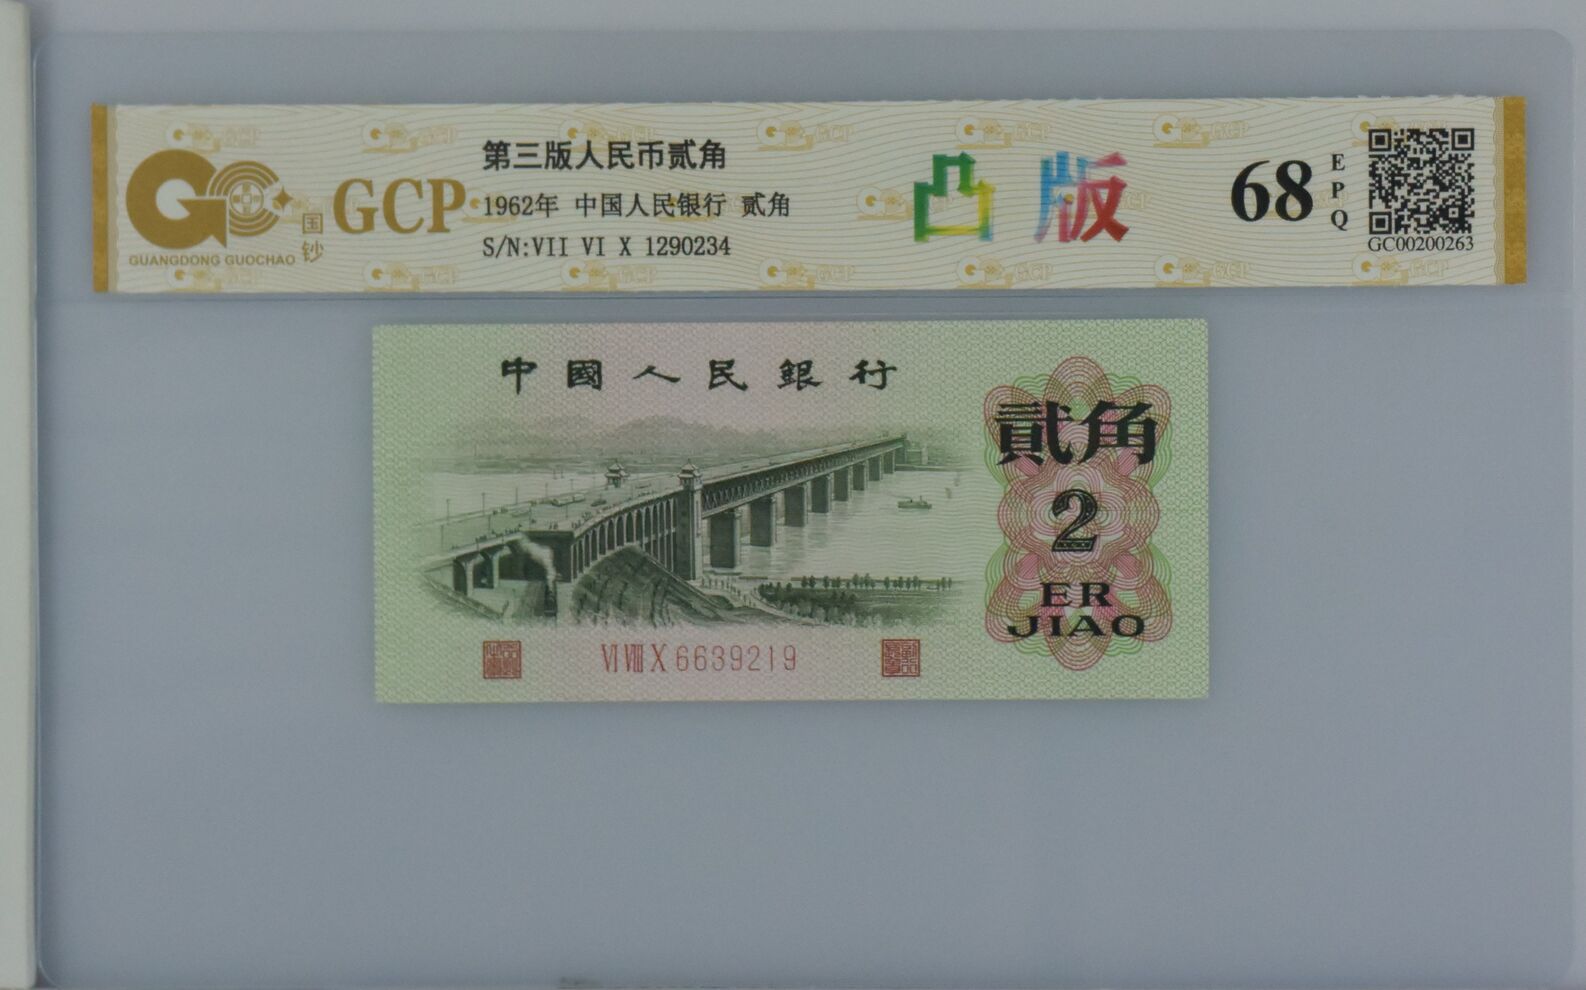 第三版人民币贰角
1962年 中国人民银行 贰角
S/N:VII VI X 1290234
GCP
国钞
GUANGDONG GUOCHAO
凸版
68
EPQ
GC00200263
中國人民銀行
貳角
2
ER
JIAO
VI VIII X 6639219